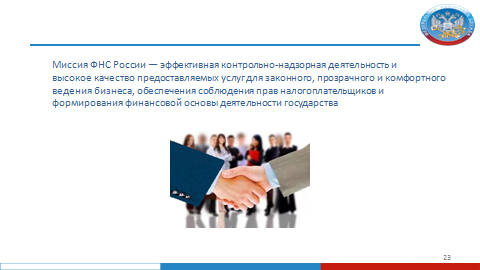 Миссия ФНС России — эффективная контрольно-надзорная деятельность и
высокое качество предоставляемых услуг для законного, прозрачного и комфортного
ведения бизнеса, обеспечения соблюдения прав налогоплательщиков и
формирования финансовой основы деятельности государства
23